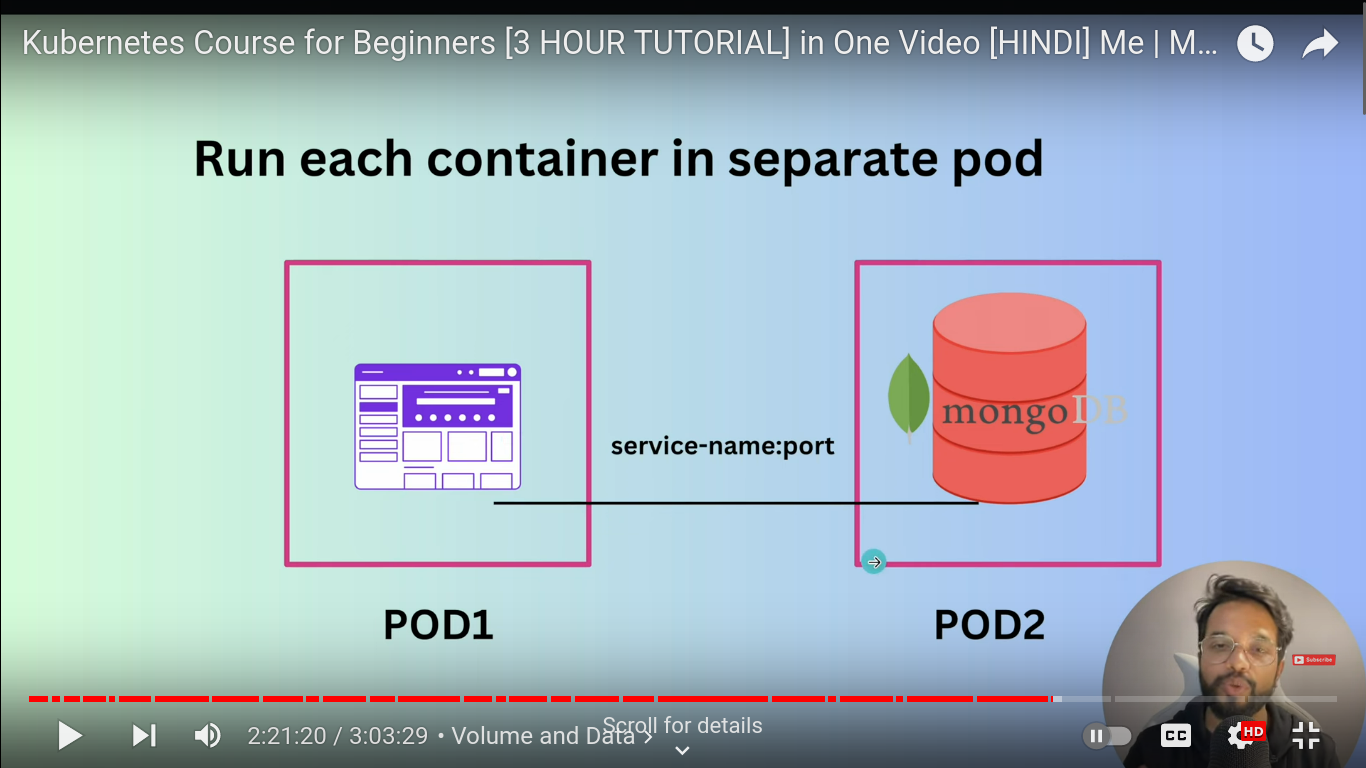 Kubernetes Course for Beginners [3 HOUR TUTORIAL] in One Video [HINDI] Me | M...
Run each container in separate pod
service-name:port
mongoDB
POD1
POD2
Subscribe
2:21:20 / 3:03:29 • Volume and Data ›
Scroll for details
CC
HD